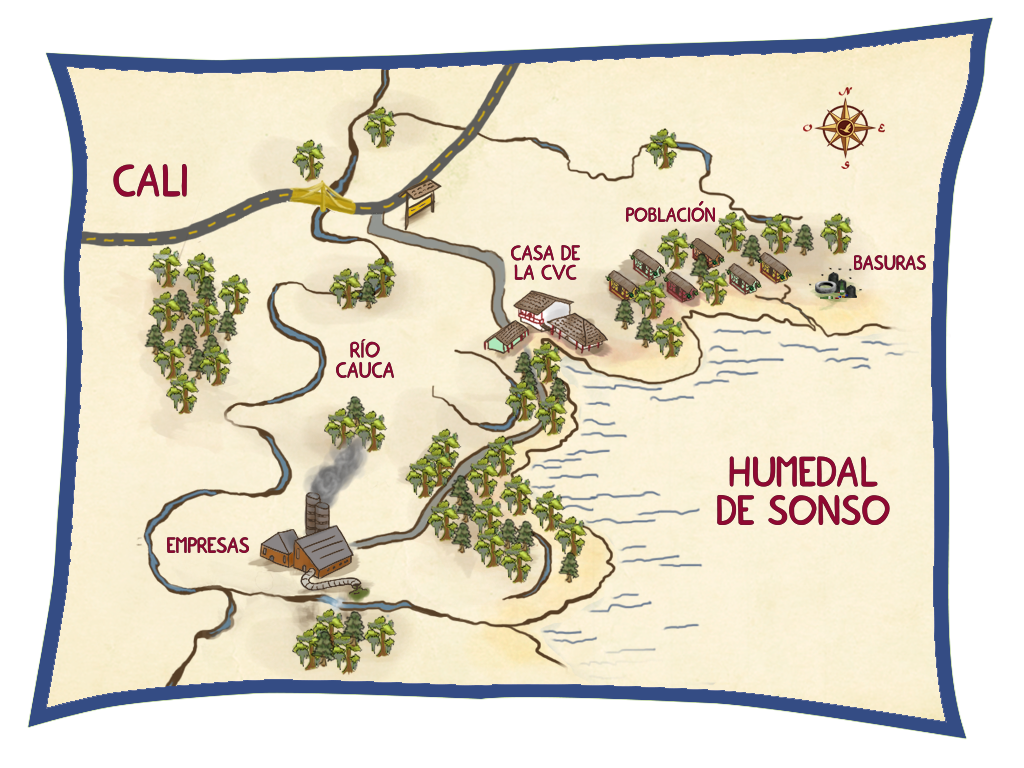 N
O
E
S
CALI
POBLACIÓN
CASA DE
LA CVC
BASURAS
RÍO
CAUCA
HUMEDAL
DE SONSO
EMPRESAS